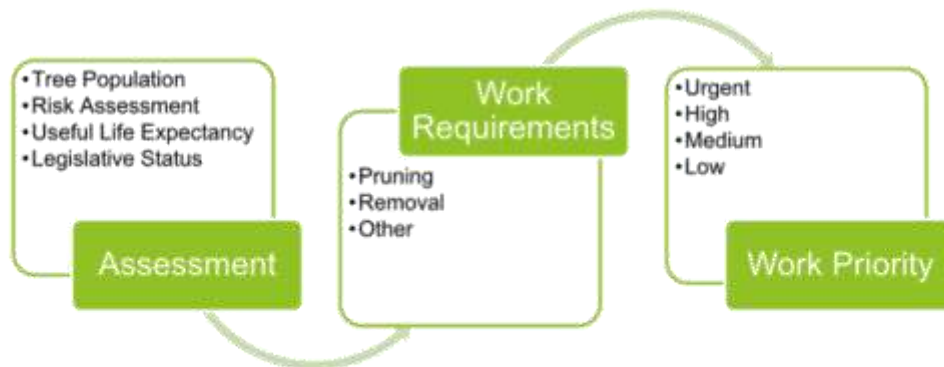 •Tree Population
•Risk Assessment
•Useful Life Expectancy
•Legislative Status
Assessment
Work
Requirements
•Pruning
•Removal
•Other
•Urgent
•High
•Medium
•Low
Work Priority